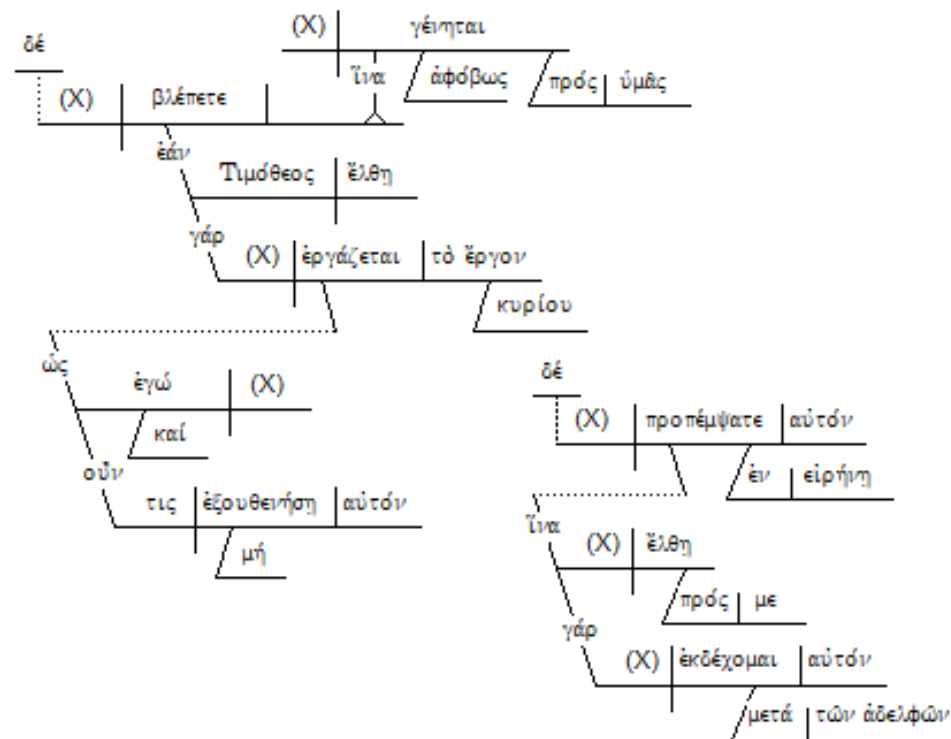 (X) γένηται
δέ
ἵνα ἀφόβως πρός ὑμᾶς
(X) βλέπετε
ἐάν
Τιμόθεος ἔλθῃ
γάρ
(X) ἐργάζεται τὸ ἔργον
κυρίου
ὡς
ἐγώ (X)
καί
οὖν
τις ἐξουθενήσῃ αὐτόν
μή
δέ
(X) προπέμψατε αὐτόν
ἐν εἰρήνῃ
ἵνα
(X) ἔλθῃ
πρός με
γάρ
(X) ἐκδέχομαι αὐτόν
μετά τῶν ἀδελφῶν